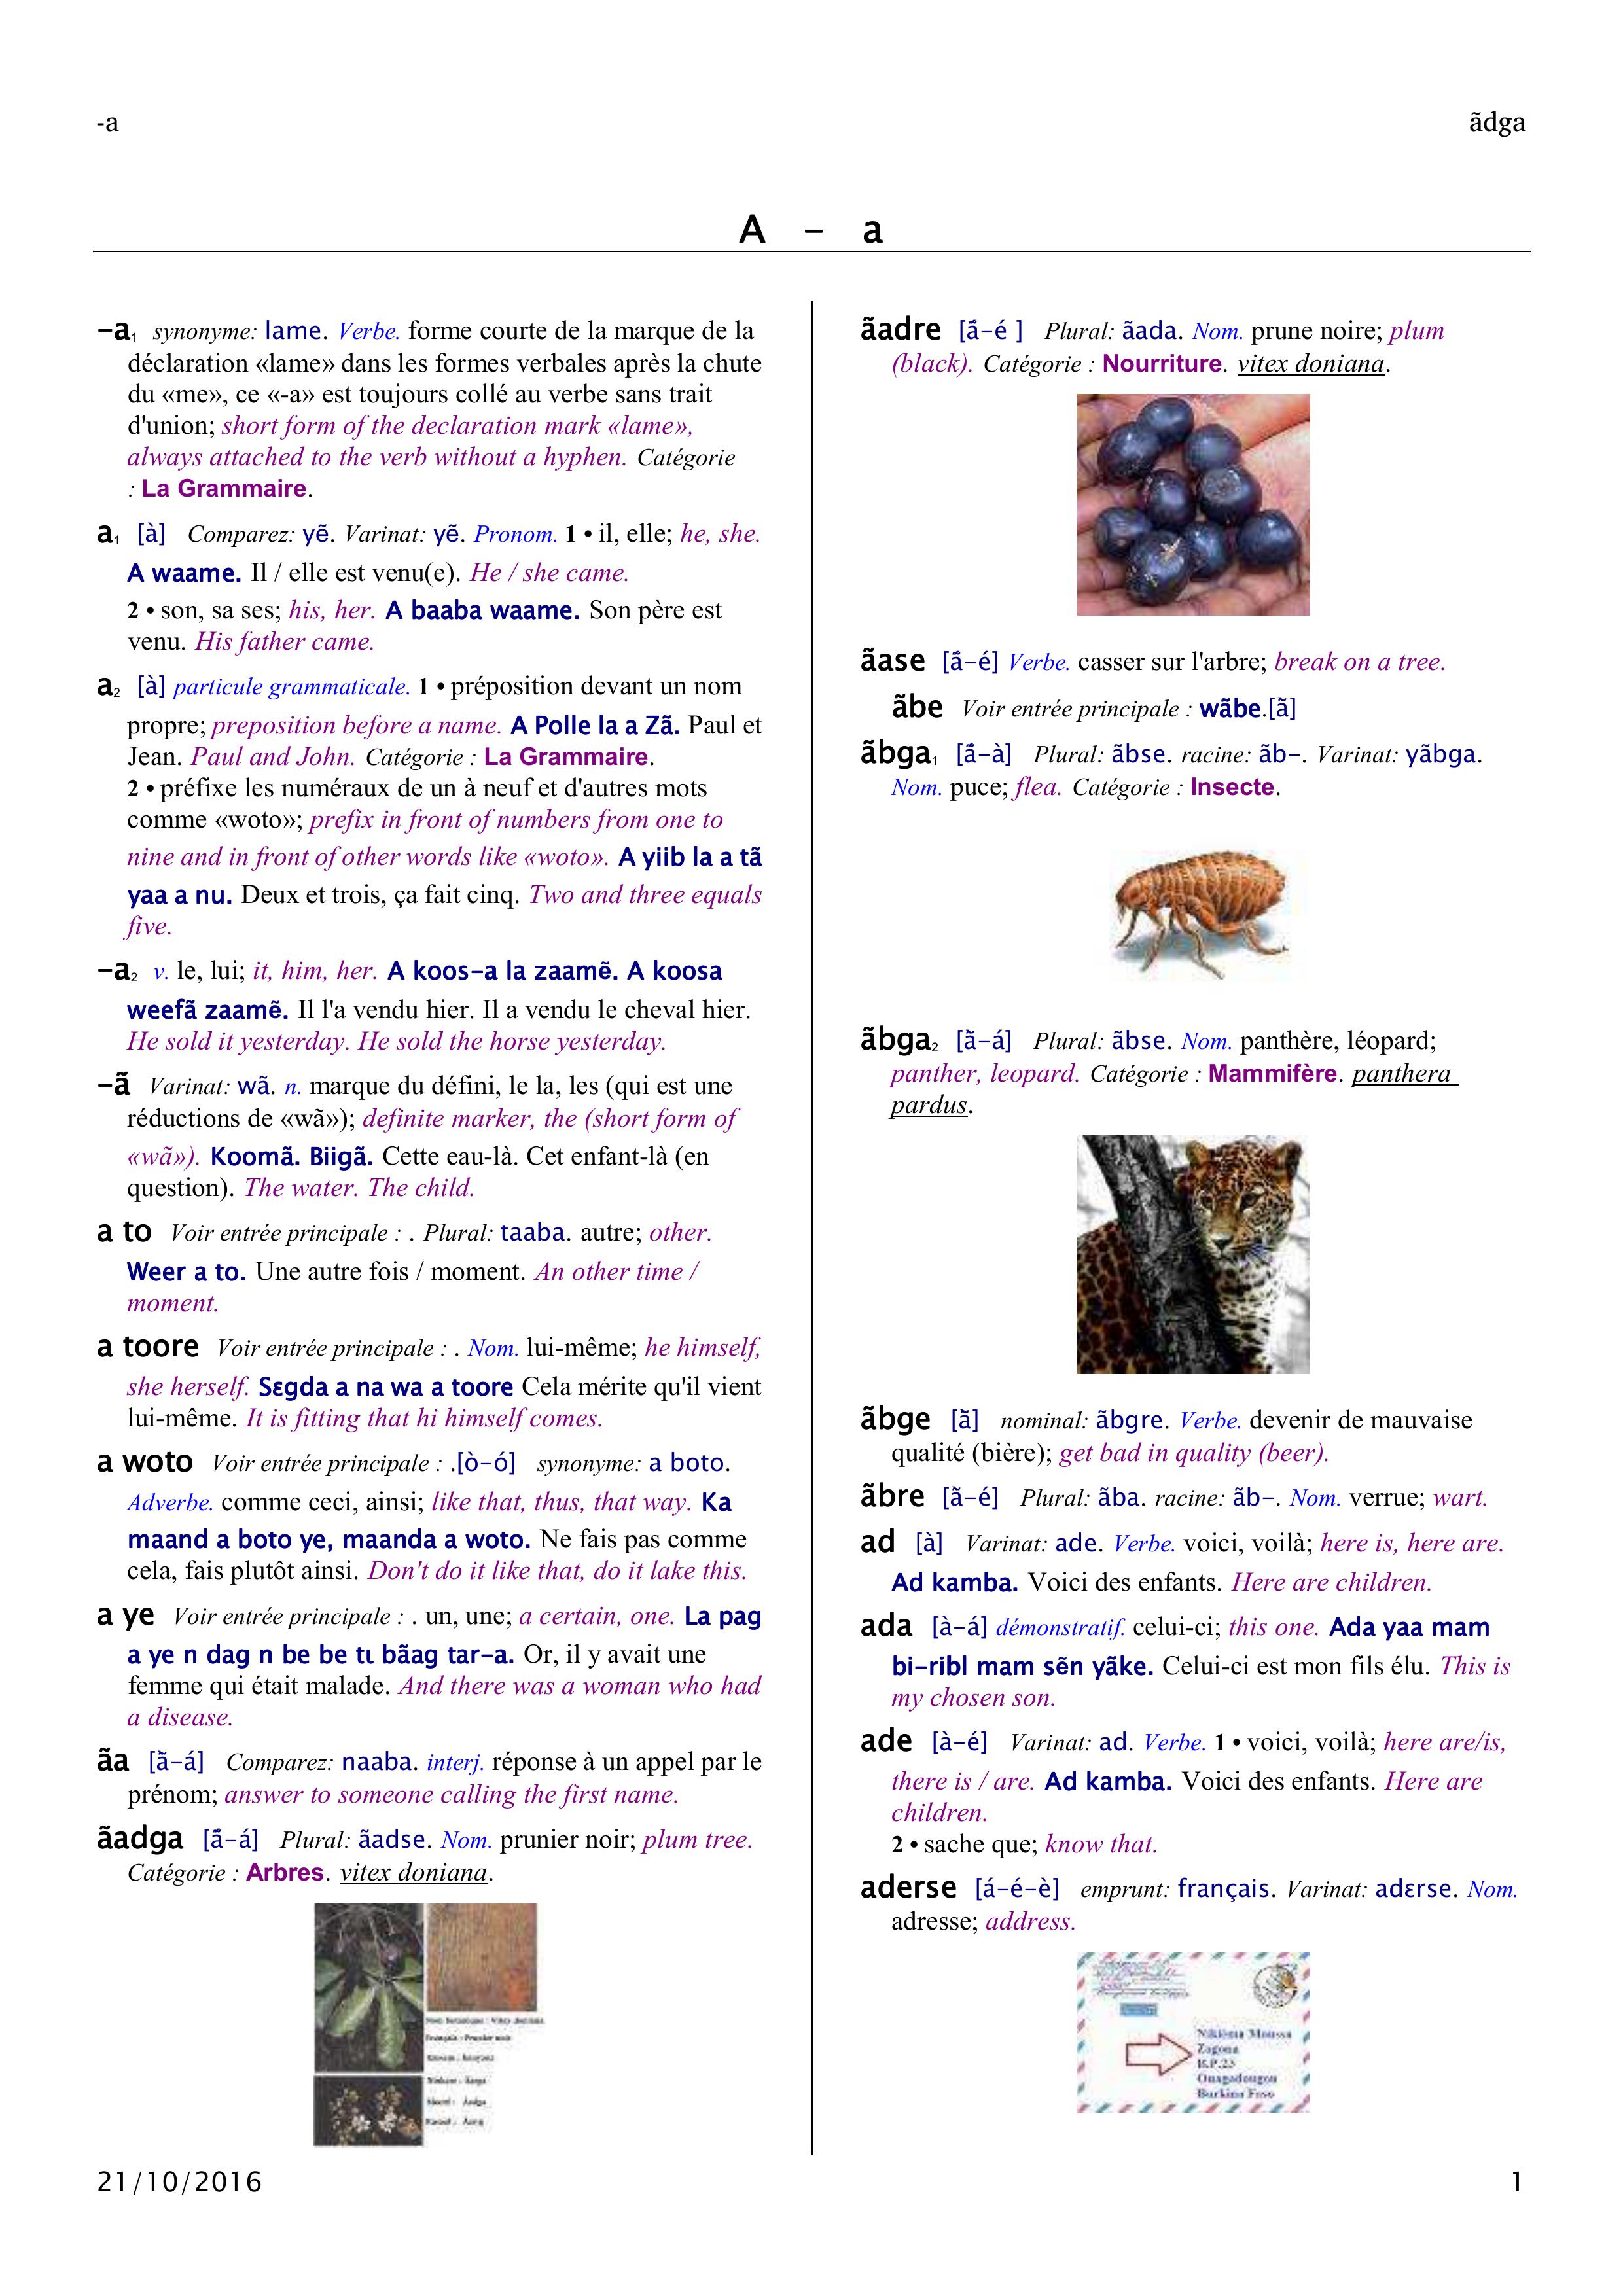 -a ãdga
A – a
–a₁ synonyme: lame. Verbe. forme courte de la marque de la
déclaration «lame» dans les formes verbales après la chute
du «me», ce «-a» est toujours collé au verbe sans trait
d'union; short form of the declaration mark «lame»,
always attached to the verb without a hyphen. Catégorie
: La Grammaire.
a₁ [à] Comparez: yẽ. Varinat: yẽ. Pronom. 1 • il, elle; he, she.
A waame. Il / elle est venu(e). He / she came.
2 • son, sa ses; his, her. A baaba waame. Son père est
venu. His father came.
a₂ [à] particule grammaticale. 1 • préposition devant un nom
propre; preposition before a name. A Polle la a Zã. Paul et
Jean. Paul and John. Catégorie : La Grammaire.
2 • préfixe les numéraux de un à neuf et d'autres mots
comme «woto»; prefix in front of numbers from one to
nine and in front of other words like «woto». A yiib la a tã
yaa a nu. Deux et trois, ça fait cinq. Two and three equals
five.
–a₂ v. le, lui; it, him, her. A koos–a la zaamẽ. A koosa
weefã zaamẽ. Il l'a vendu hier. Il a vendu le cheval hier.
He sold it yesterday. He sold the horse yesterday.
–ã Varinat: wã. n. marque du défini, le la, les (qui est une
réductions de «wã»); definite marker, the (short form of
«wã»). Koomã. Biigã. Cette eau-là. Cet enfant-là (en
question). The water. The child.
a to Voir entrée principale : . Plural: taaba. autre; other.
Weer a to. Une autre fois / moment. An other time /
moment.
a toore Voir entrée principale : . Nom. lui-même; he himself,
she herself. Sɛgda a na wa a toore Cela mérite qu'il vient
lui-même. It is fitting that hi himself comes.
a woto Voir entrée principale : .[ò–ó] synonyme: a boto.
Adverbe. comme ceci, ainsi; like that, thus, that way. Ka
maand a boto ye, maanda a woto. Ne fais pas comme
cela, fais plutôt ainsi. Don't do it like that, do it lake this.
a ye Voir entrée principale : . un, une; a certain, one. La pag
a ye n dag n be be tɩ bãag tar–a. Or, il y avait une
femme qui était malade. And there was a woman who had
a disease.
ãa [ã̀–á] Comparez: naaba. interj. réponse à un appel par le
prénom; answer to someone calling the first name.
ãadga [ã́–á] Plural: ãadse. Nom. prunier noir; plum tree.
Catégorie : Arbres. vitex doniana.
Nom botanique : Vitex doniana
Français : Prunier noir
21/10/2016
ãadre [ã́–é ] Plural: ãada. Nom. prune noire; plum
(black). Catégorie : Nourriture. vitex doniana.
ãase [ã́–é] Verbe. casser sur l'arbre; break on a tree.
ãbe Voir entrée principale : wãbe.[ã̀]
ãbga₁ [ã́–à] Plural: ãbse. racine: ãb–. Varinat: yãbga.
Nom. puce; flea. Catégorie : Insecte.
ãbga₂ [ã̀–á] Plural: ãbse. Nom. panthère, léopard;
panther, leopard. Catégorie : Mammifère. panthera
pardus.
ãbge [ã̀] nominal: ãbgre. Verbe. devenir de mauvaise
qualité (bière); get bad in quality (beer).
ãbre [ã̀–é] Plural: ãba. racine: ãb–. Nom. verrue; wart.
ad [à] Varinat: ade. Verbe. voici, voilà; here is, here are.
Ad kamba. Voici des enfants. Here are children.
ada [à–á] démonstratif. celui-ci; this one. Ada yaa mam
bi–ribl mam sẽn yãke. Celui-ci est mon fils élu. This is
my chosen son.
ade [à–é] Varinat: ad. Verbe. 1 • voici, voilà; here are/is,
there is / are. Ad kamba. Voici des enfants. Here are
children.
2 • sache que; know that.
aderse [á–é–è] emprunt: français. Varinat: adɛrse. Nom.
adresse; address.
Nikiéma Moussa
Zogona
B.P.23
Ouagadougou
Burkina Faso
1